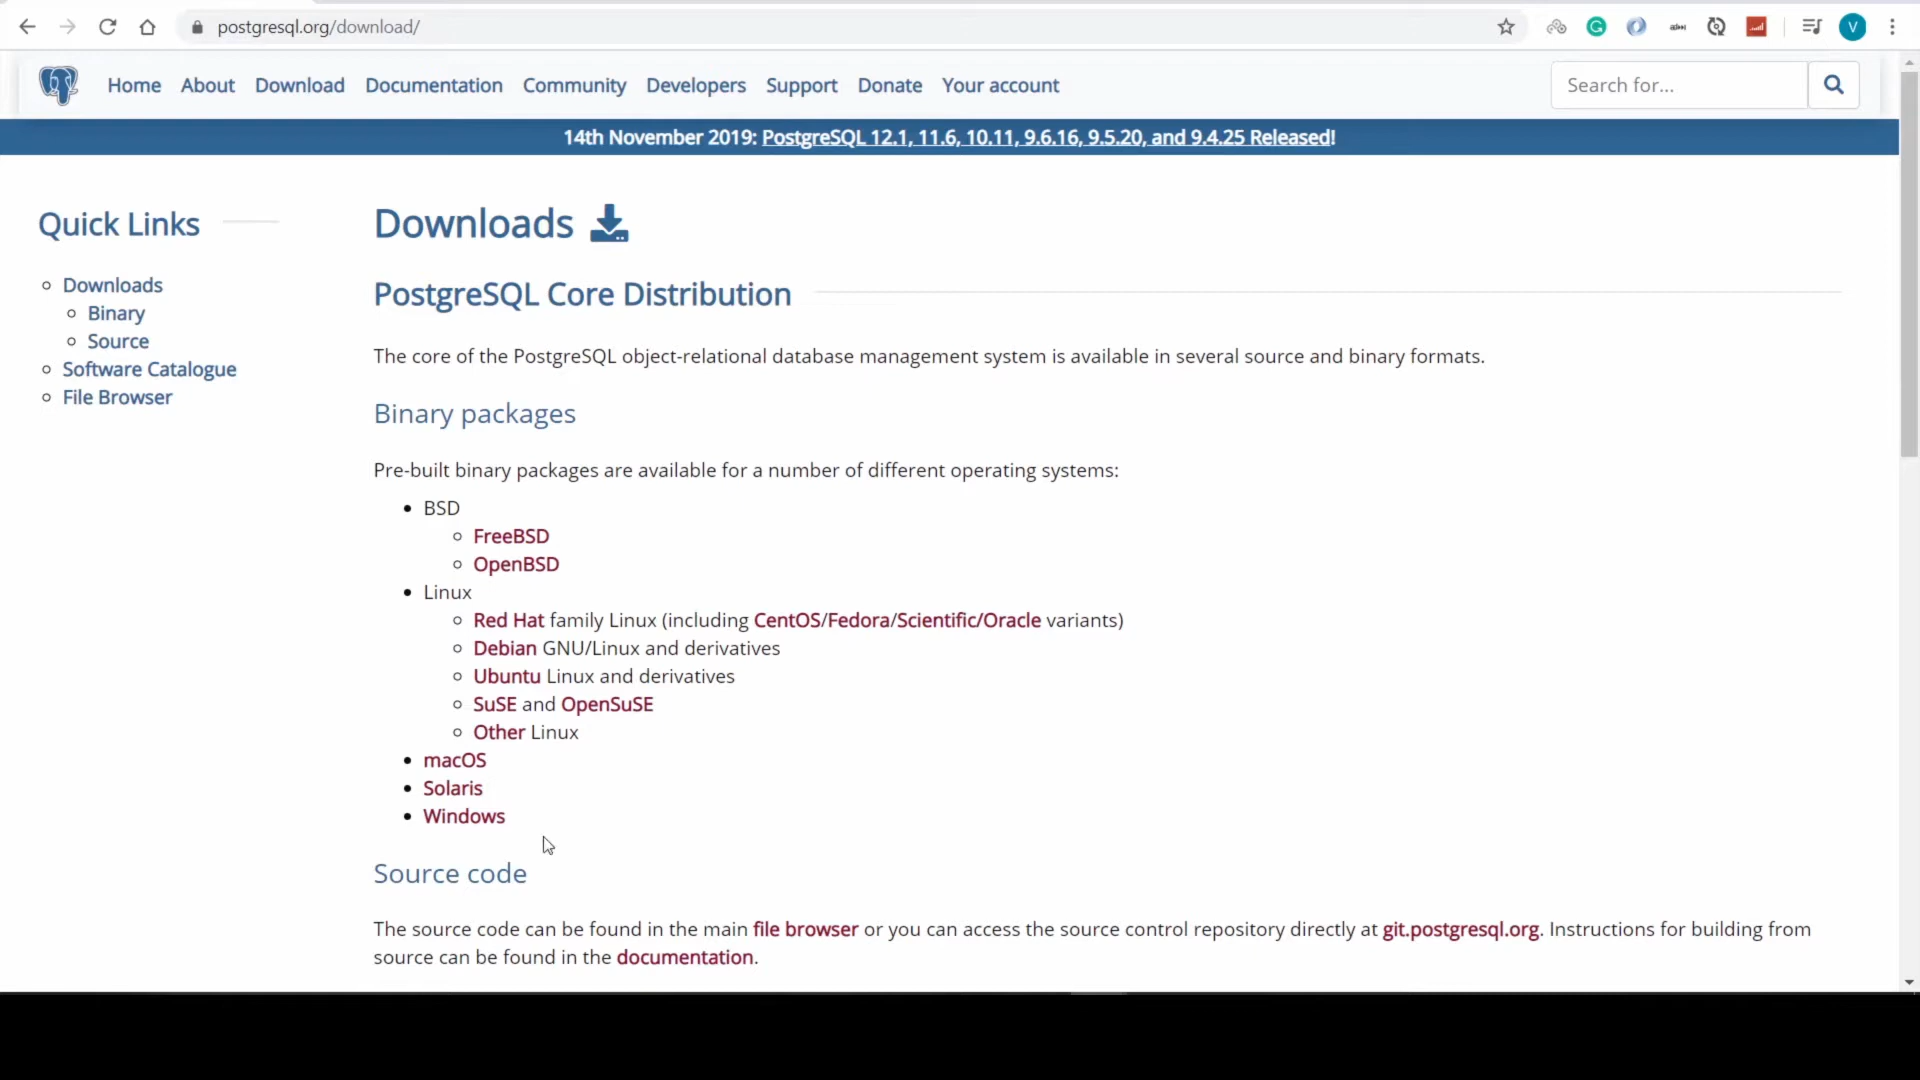 postgresql.org/download/
V
Home About Download Documentation Community Developers Support Donate Your account
Search for...
14th November 2019: PostgreSQL 12.1, 11.6, 10.11, 9.6.16, 9.5.20, and 9.4.25 Released!
Quick Links
Downloads
Binary
Source
Software Catalogue
File Browser
Downloads
PostgreSQL Core Distribution
The core of the PostgreSQL object-relational database management system is available in several source and binary formats.
Binary packages
Pre-built binary packages are available for a number of different operating systems:
BSD
FreeBSD
OpenBSD
Linux
Red Hat family Linux (including CentOS/Fedora/Scientific/Oracle variants)
Debian GNU/Linux and derivatives
Ubuntu Linux and derivatives
SuSE and OpenSuSE
Other Linux
macOS
Solaris
Windows
Source code
The source code can be found in the main file browser or you can access the source control repository directly at git.postgresql.org. Instructions for building from
source can be found in the documentation.